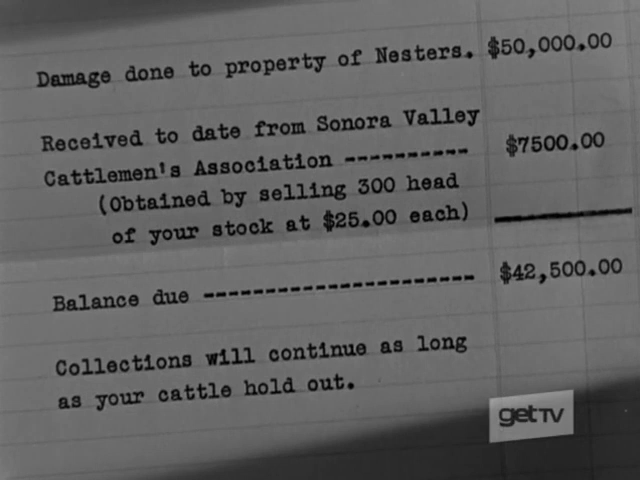 Damage done to property of Nesters. $50,000.00
Received to date from Sonora Valley
Cattlemen's Association ---------- $7500.00
(Obtained by selling 300 head
of your stock at $25.00 each)
Balance due ---------------------- $42,500.00
Collections will continue as long
as your cattle hold out.
getTV